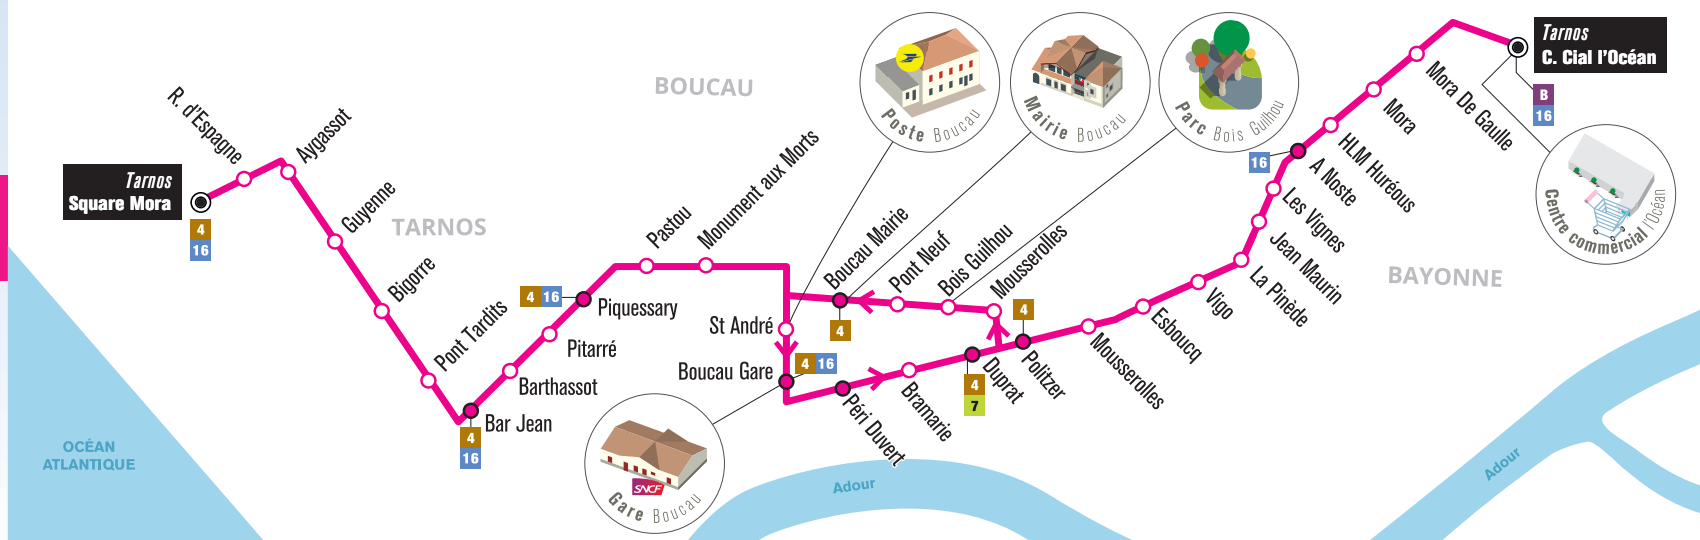 Tarnos
Square Mora
4
16
R. d'Espagne
Aygassot
Guyenne
Bigorre
Pont Tardits
TARNOS
OCÉAN
ATLANTIQUE
Bar Jean
4
16
Barthassot
Pitarré
4 16
Piquessary
Pastou
Monument aux Morts
BOUCAU
St André
Boucau Gare
4 16
Gare Boucau
SNCF
Poste Boucau
Mairie Boucau
Parc Bois Guilhou
Boucau Mairie
4
Pont Neuf
Bois Guilhou
Mousserolles
Péri Duvert
Bramarie
Duprat
4
7
4
Politzer
Mousserolles
Esboucq
Vigo
La Pinède
Jean Maurin
Les Vignes
16
A Noste
HLM Huréous
Mora
Mora De Gaulle
Tarnos
C. Cial l'Océan
B
16
Centre commercial l'Océan
BAYONNE
Adour
Adour